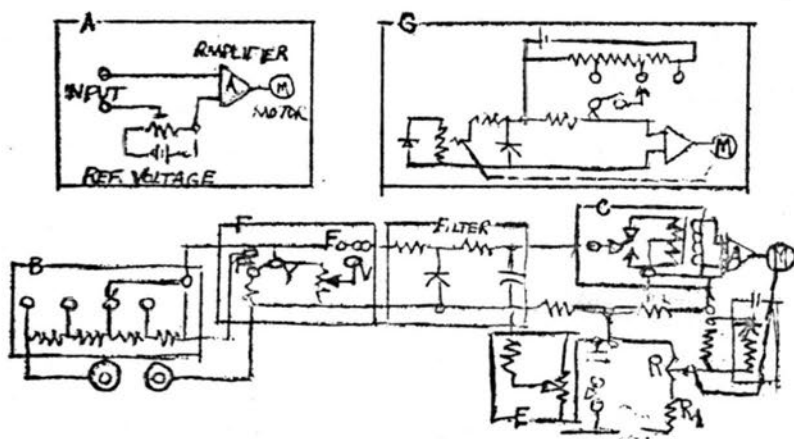 A
AMPLIFIER
A
M
INPUT
MOTOR
REF. VOLTAGE
G
M
B
F
F
FILTER
C
A
M
E
R
R1